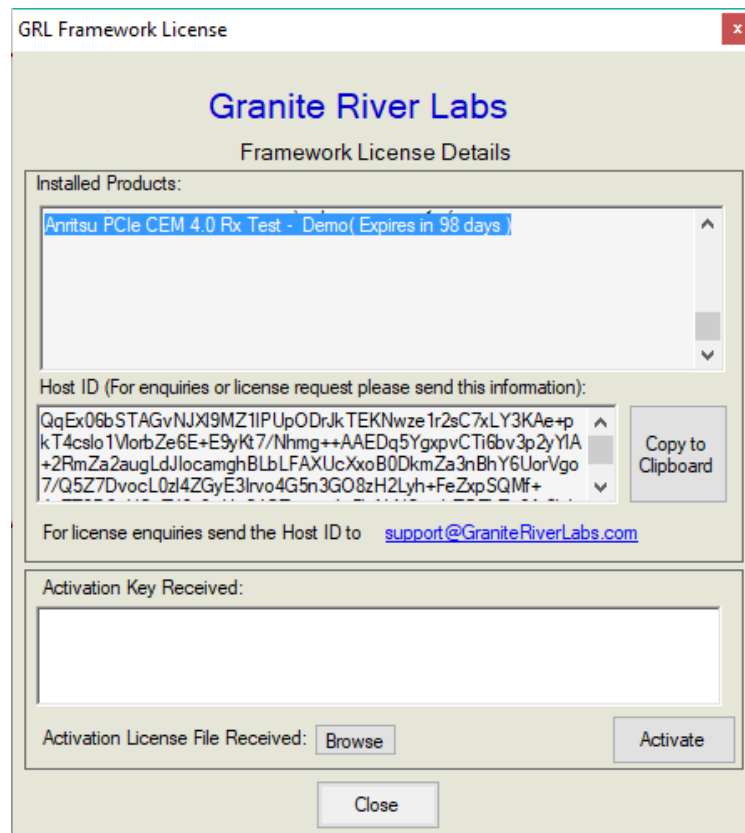 GRL Framework License
x
Granite River Labs
Framework License Details
Installed Products:
Anritsu PCIe CEM 4.0 Rx Test - Demo( Expires in 98 days )
Host ID (For enquiries or license request please send this information):
QqEx06bSTAGvNJXI9MZ1IPUpODrJkTEKNwze1r2sC7xLY3KAe+p
kT4cslo1VlorbZe6E+E9yKt7/Nhmg++AAEDq5YgxpvCTi6bv3p2yYlA
+2RmZa2augLdJlocamghBLbLFAXUcXxoB0DkmZa3nBhY6UorVgo
7/Q5Z7DvocL0zI4ZGyE3Irvo4G5n3GO8zH2Lyh+FeZxpSQMf+
Copy to
Clipboard
For license enquiries send the Host ID to support@GraniteRiverLabs.com
Activation Key Received:
Activation License File Received:
Browse
Activate
Close